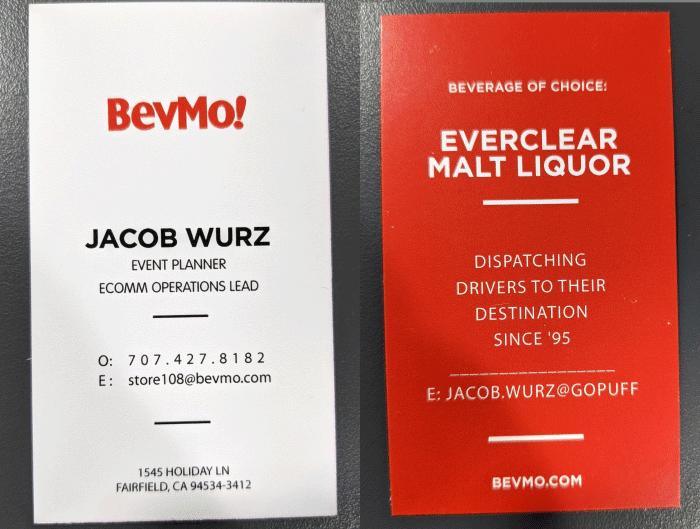 BevMo!
JACOB WURZ
EVENT PLANNER
ECOMM OPERATIONS LEAD
O: 707.427.8182
E: store108@bevmo.com
1545 HOLIDAY LN
FAIRFIELD, CA 94534-3412
BEVERAGE OF CHOICE:
EVERCLEAR
MALT LIQUOR
DISPATCHING
DRIVERS TO THEIR
DESTINATION
SINCE '95
E: JACOB.WURZ@GOPUFF
BEVMO.COM